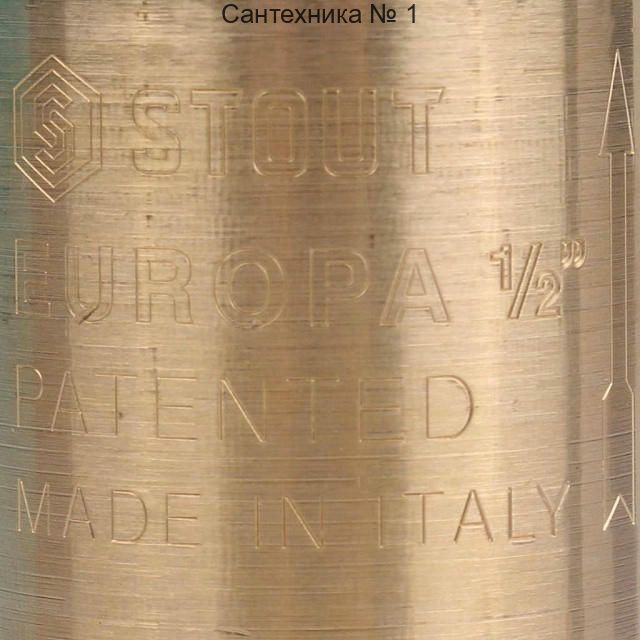 Сантехника № 1
STOUT
EUROPA ½”
PATENTED
MADE IN ITALY